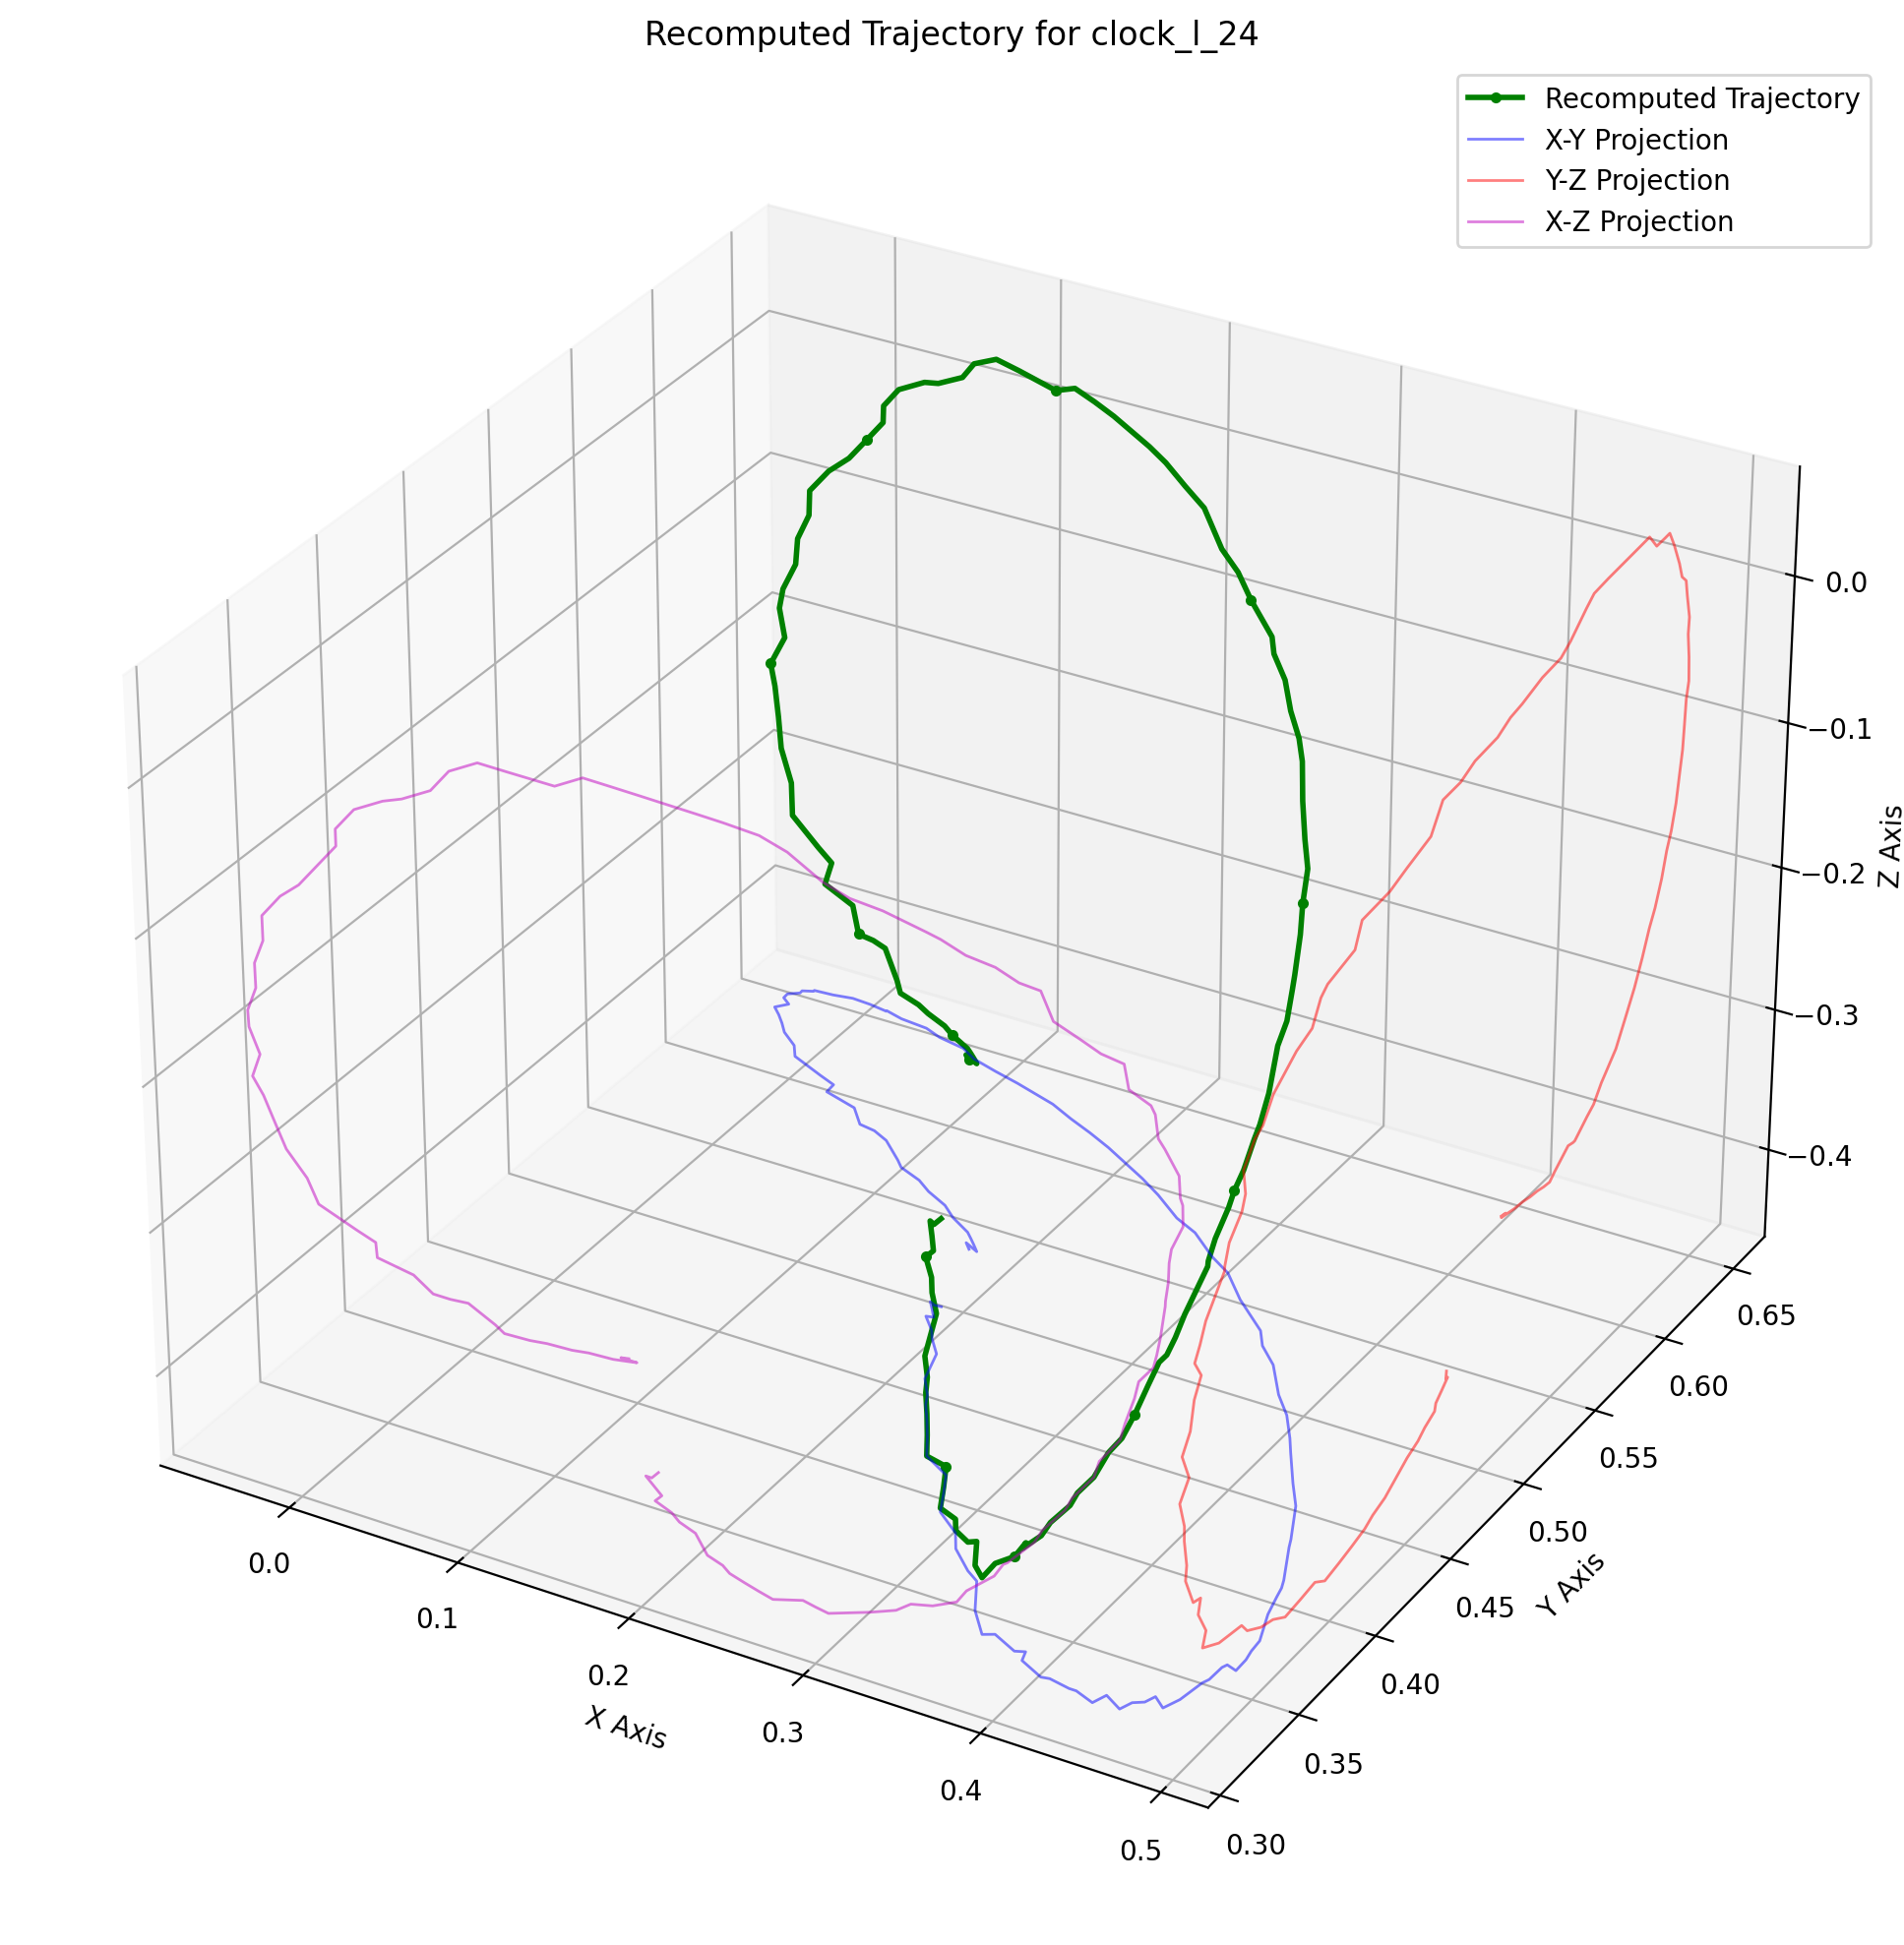 Recomputed Trajectory for clock_l_24
Recomputed Trajectory
X-Y Projection
Y-Z Projection
X-Z Projection
0.0
−0.1
−0.2
−0.3
−0.4
Z Axis
0.65
0.60
0.55
0.50
0.45
0.40
0.35
0.30
Y Axis
0.0
0.1
0.2
0.3
0.4
0.5
X Axis